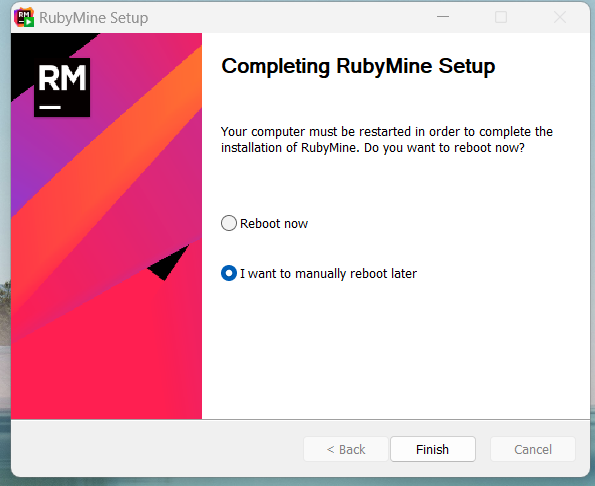 RubyMine Setup
RM
Completing RubyMine Setup
Your computer must be restarted in order to complete the
installation of RubyMine. Do you want to reboot now?
Reboot now
I want to manually reboot later
< Back
Finish
Cancel